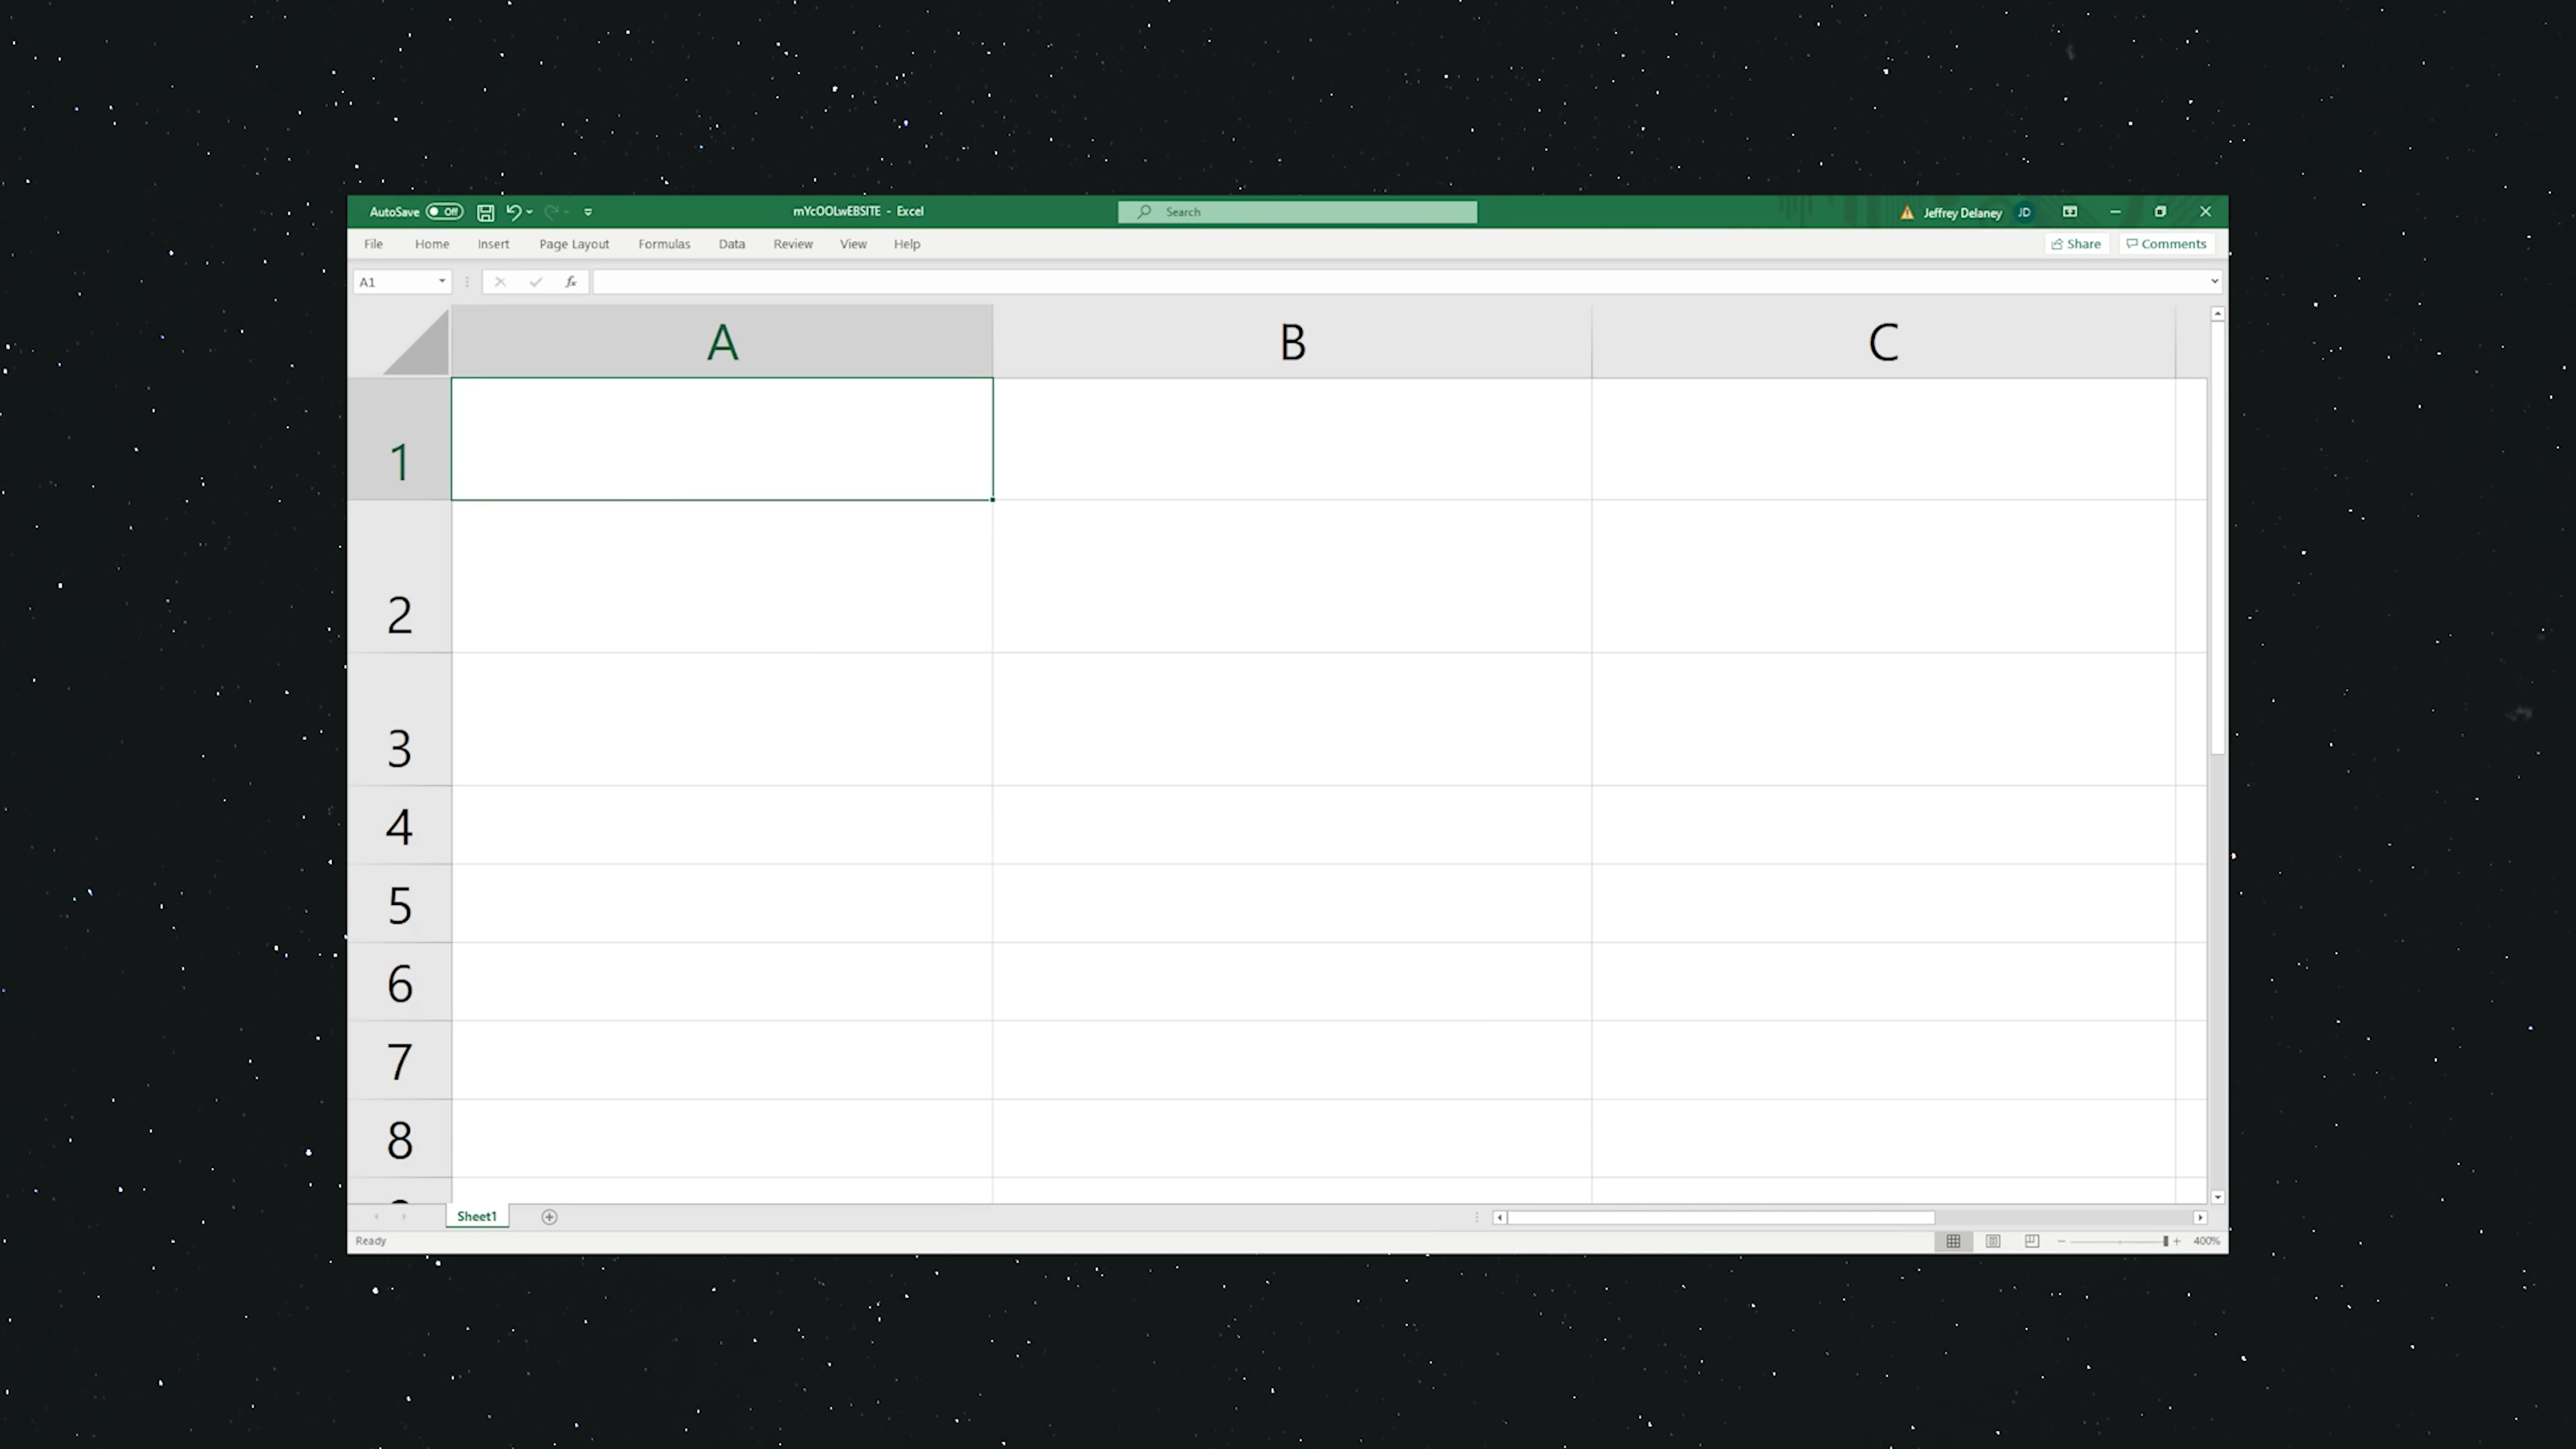 AutoSave Off mYcOOLwEBSITE - Excel Search Jeffrey Delaney JD
File Home Insert Page Layout Formulas Data Review View Help Share Comments
A1 fx
A B C
1
2
3
4
5
6
7
8
Sheet1
Ready 400%